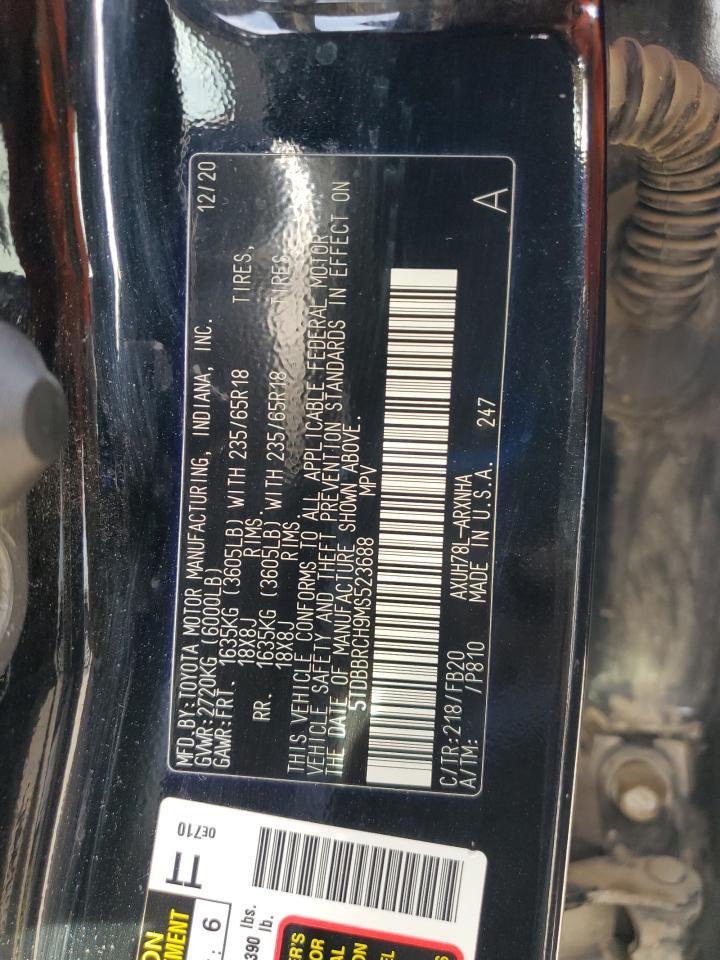 MFD.BY:TOYOTA MOTOR MANUFACTURING, INDIANA, INC. 12/20
GVWR:2720KG (6000LB)
GAWR:FRT. 1635KG (3605LB) WITH 235/65R18 TIRES,
18X8J RIMS,
RR. 1635KG (3605LB) WITH 235/65R18 TIRES,
18X8J RIMS
THIS VEHICLE CONFORMS TO ALL APPLICABLE FEDERAL MOTOR
VEHICLE SAFETY AND THEFT PREVENTION STANDARDS IN EFFECT ON
THE DATE OF MANUFACTURE SHOWN ABOVE.
5TDBBRCH9MS523688 MPV
C/TR:218/FB20 AXUH78L-ARXNHA
A/TM: /P810 MADE IN U.S.A. 247 A
0E710
6
390 lb.
lbs.